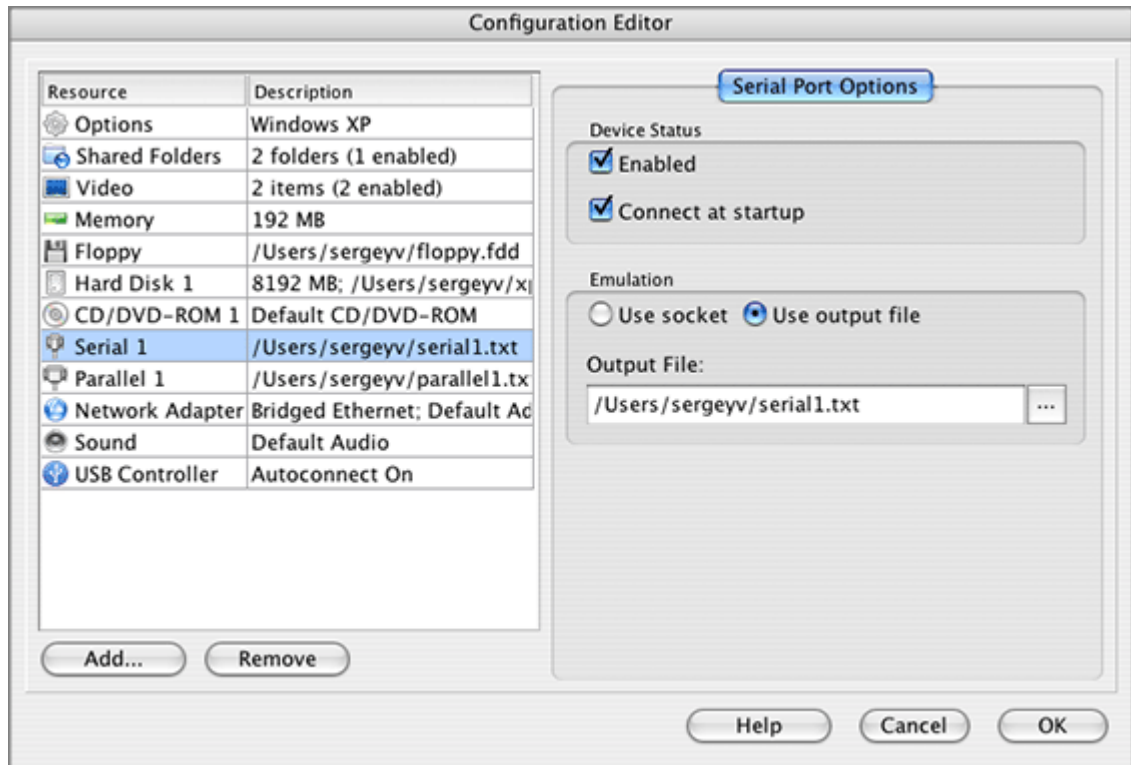 Configuration Editor
Resource Description
Options Windows XP
Shared Folders 2 folders (1 enabled)
Video 2 items (2 enabled)
Memory 192 MB
Floppy /Users/sergeyv/floppy.fdd
Hard Disk 1 8192 MB; /Users/sergeyv/x
CD/DVD-ROM 1 Default CD/DVD-ROM
Serial 1 /Users/sergeyv/serial1.txt
Parallel 1 /Users/sergeyv/parallel1.tx
Network Adapter Bridged Ethernet; Default Ad
Sound Default Audio
USB Controller Autoconnect On
Add... Remove
Serial Port Options
Device Status
Enabled
Connect at startup
Emulation
Use socket Use output file
Output File:
/Users/sergeyv/serial1.txt ...
Help Cancel OK